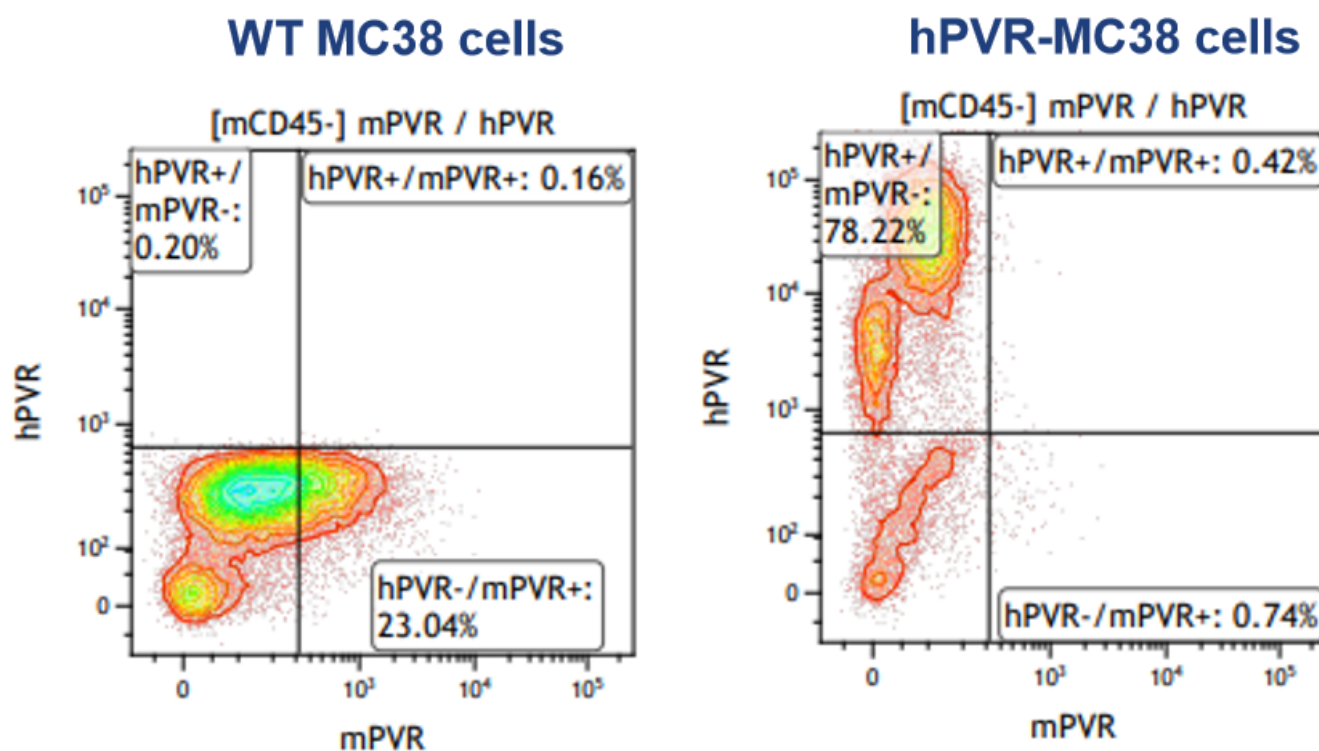 WT MC38 cells
[mCD45-] mPVR / hPVR
hPVR+/
mPVR-:
0.20%
hPVR+/mPVR+: 0.16%
10⁵
10⁴
10³
10²
0
hPVR
hPVR-/mPVR+:
23.04%
0
10³
10⁴
10⁵
mPVR
hPVR-MC38 cells
[mCD45-] mPVR / hPVR
hPVR+/
mPVR-:
78.22%
hPVR+/mPVR+: 0.42%
10⁵
10⁴
10³
10²
0
hPVR
hPVR-/mPVR+: 0.74%
0
10³
10⁴
10⁵
mPVR